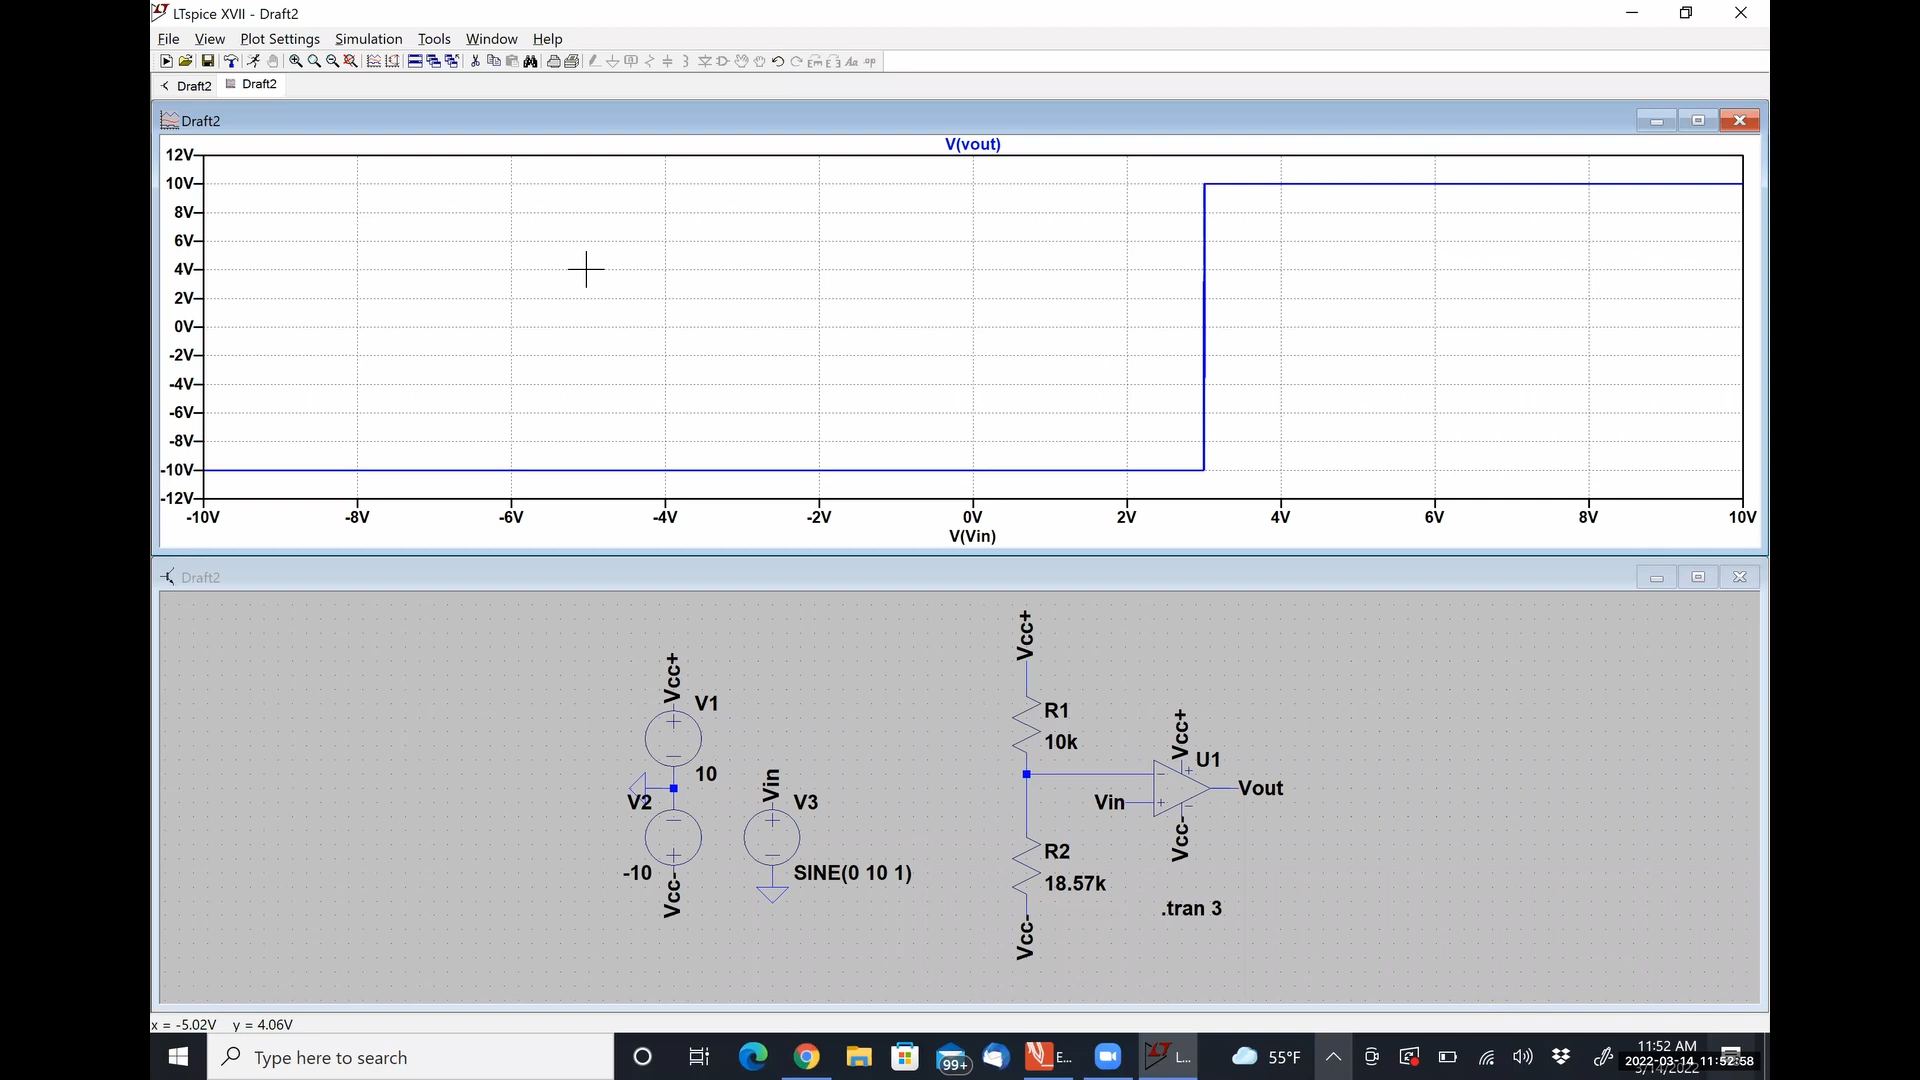 LTspice XVII - Draft2
File View Plot Settings Simulation Tools Window Help
Draft2 Draft2
Draft2
V(vout)
12V
10V
8V
6V
4V
2V
0V
-2V
-4V
-6V
-8V
-10V
-12V
-10V -8V -6V -4V -2V 0V 2V 4V 6V 8V 10V
V(Vin)
Draft2
Vcc+
V1
10
V2
-10
Vcc-
Vin
V3
SINE(0 10 1)
Vcc+
R1
10k
Vcc+
U1
Vin
Vout
Vcc-
R2
18.57k
.tran 3
Vcc-
x = -5.02V y = 4.06V
Type here to search
99+
E...
L...
55°F
11:52 AM
2022-03-14 11:52:58
3/14/2022